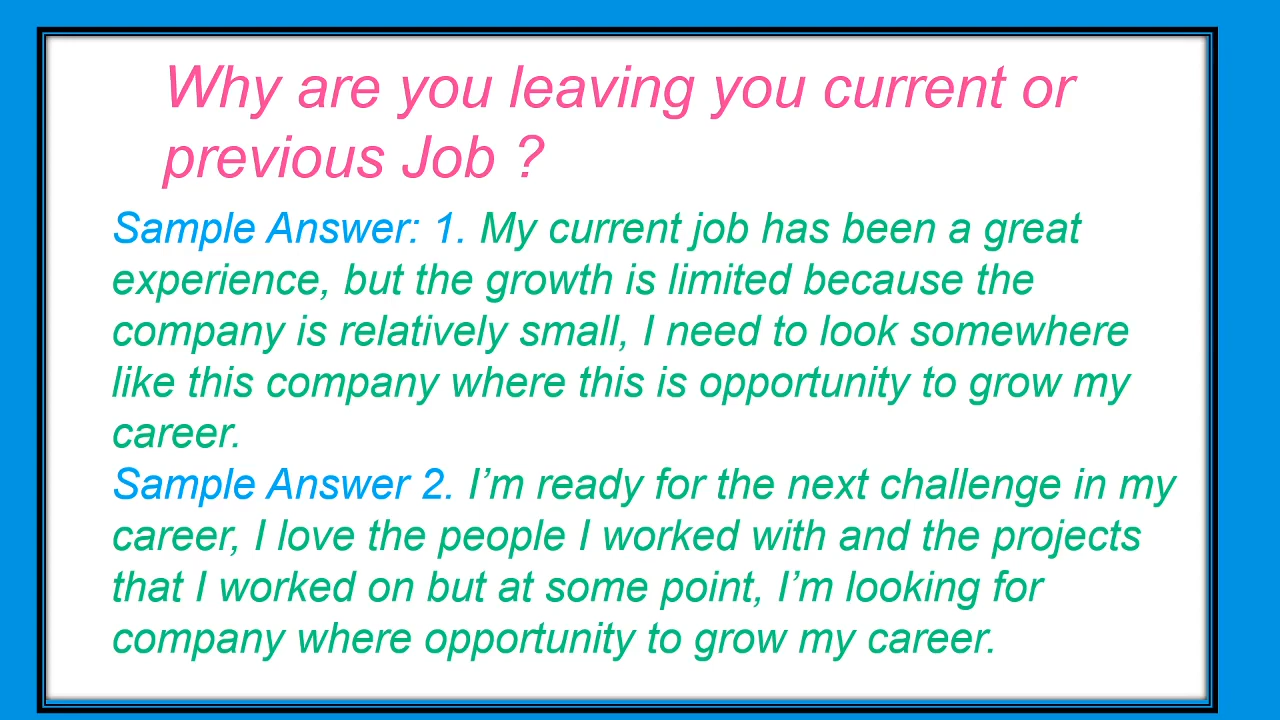 Why are you leaving you current or
previous Job ?
Sample Answer: 1. My current job has been a great
experience, but the growth is limited because the
company is relatively small, I need to look somewhere
like this company where this is opportunity to grow my
career.
Sample Answer 2. I’m ready for the next challenge in my
career, I love the people I worked with and the projects
that I worked on but at some point, I’m looking for
company where opportunity to grow my career.